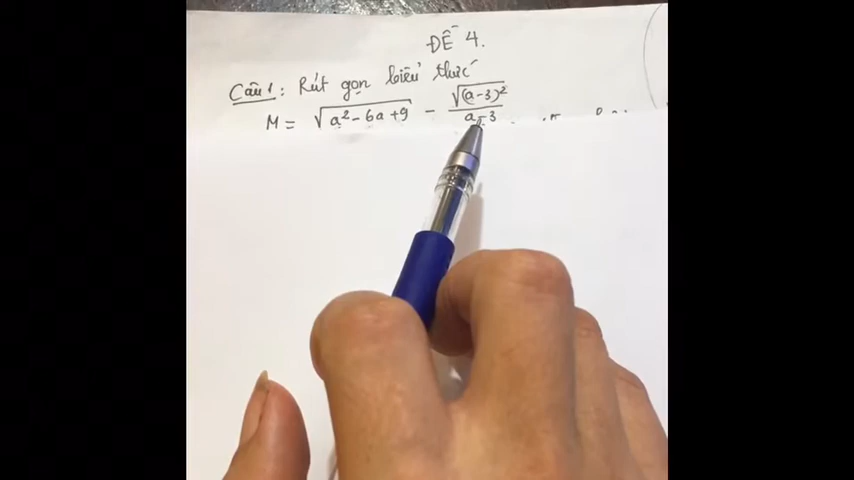 ĐỀ 4.
Câu 1: Rút gọn biểu thức
M = √(a² - 6a + 9) - √((a-3)²) / (a-3)